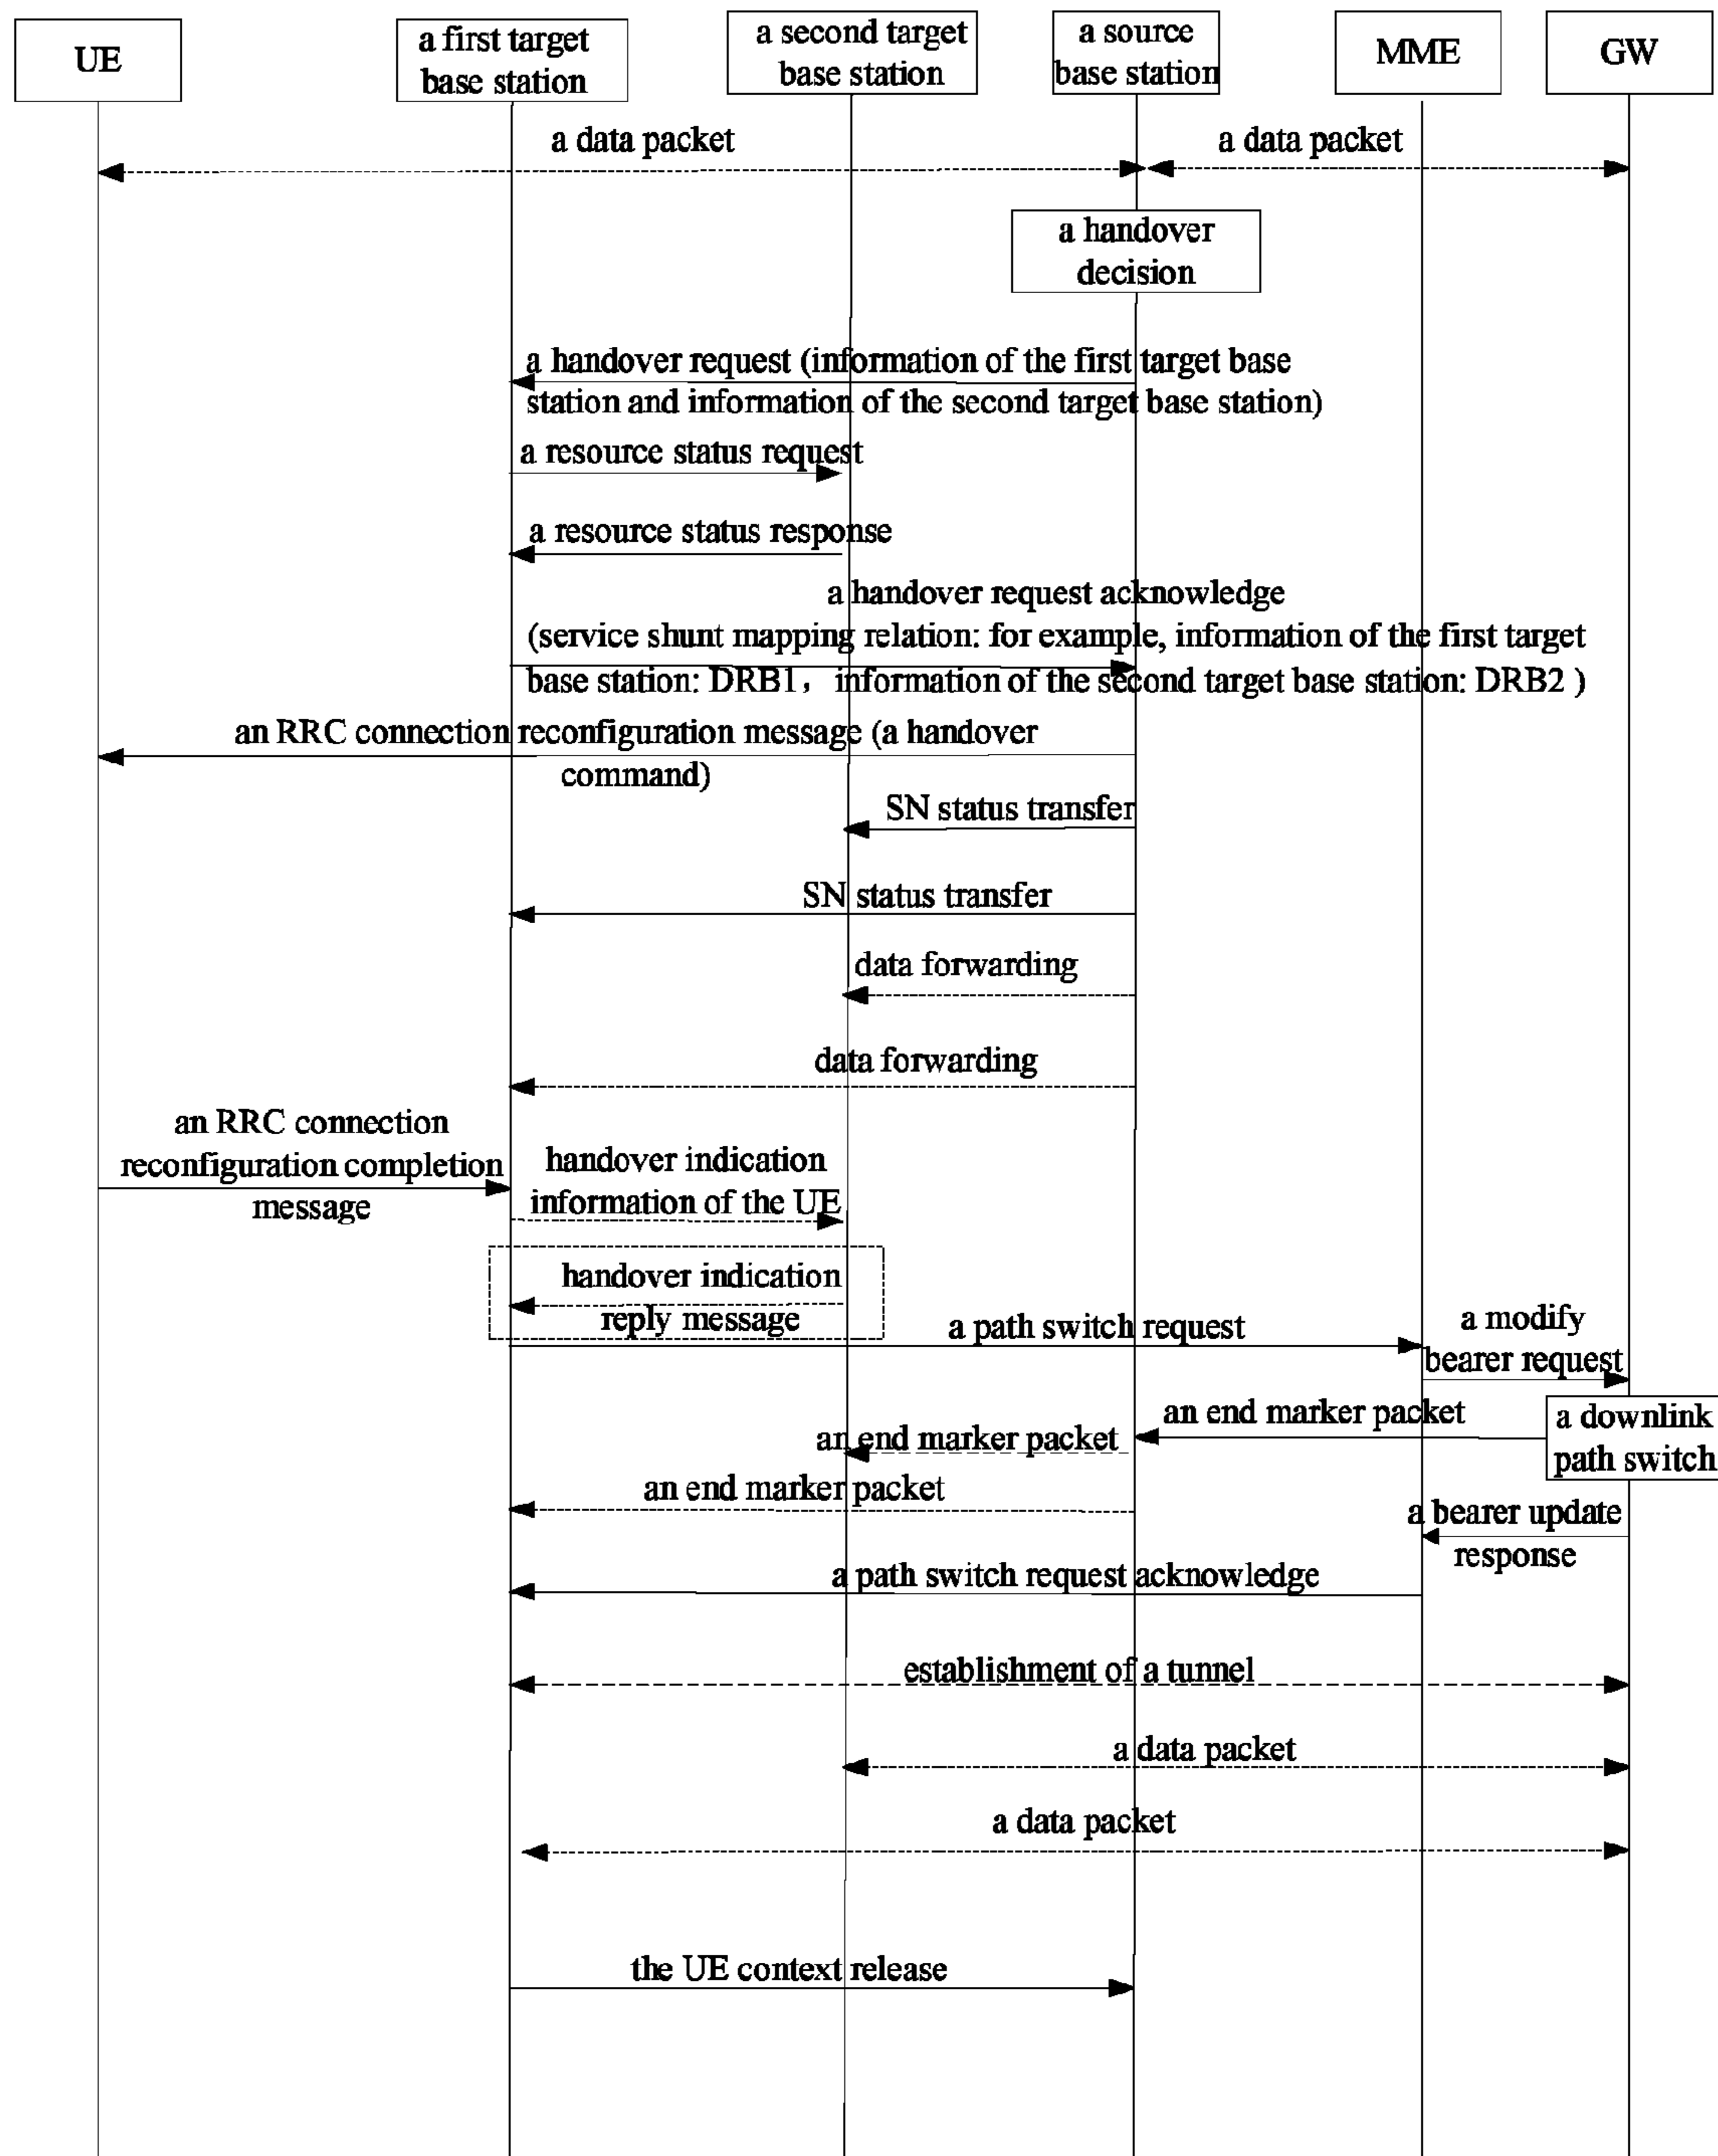 UE
a first target
base station
a second target
base station
a source
base station
MME
GW
a data packet
a data packet
a handover
decision
a handover request (information of the first target base
station and information of the second target base station)
a resource status request
a resource status response
a handover request acknowledge
(service shunt mapping relation: for example, information of the first target
base station: DRB1, information of the second target base station: DRB2 )
an RRC connection reconfiguration message (a handover
command)
SN status transfer
SN status transfer
data forwarding
data forwarding
an RRC connection
reconfiguration completion
message
handover indication
information of the UE
handover indication
reply message
a path switch request
a modify
bearer request
an end marker packet
a downlink
path switch
an end marker packet
an end marker packet
a bearer update
response
a path switch request acknowledge
establishment of a tunnel
a data packet
a data packet
the UE context release